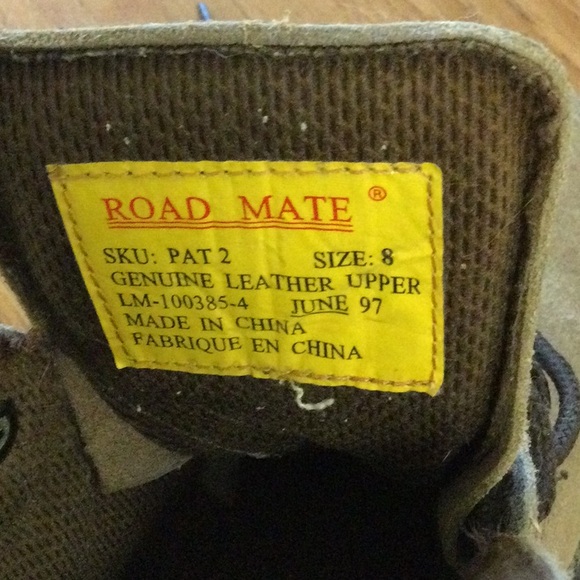 ROAD MATE ®
SKU: PAT 2 SIZE: 8
GENUINE LEATHER UPPER
LM-100385-4 JUNE 97
MADE IN CHINA
FABRIQUE EN CHINA